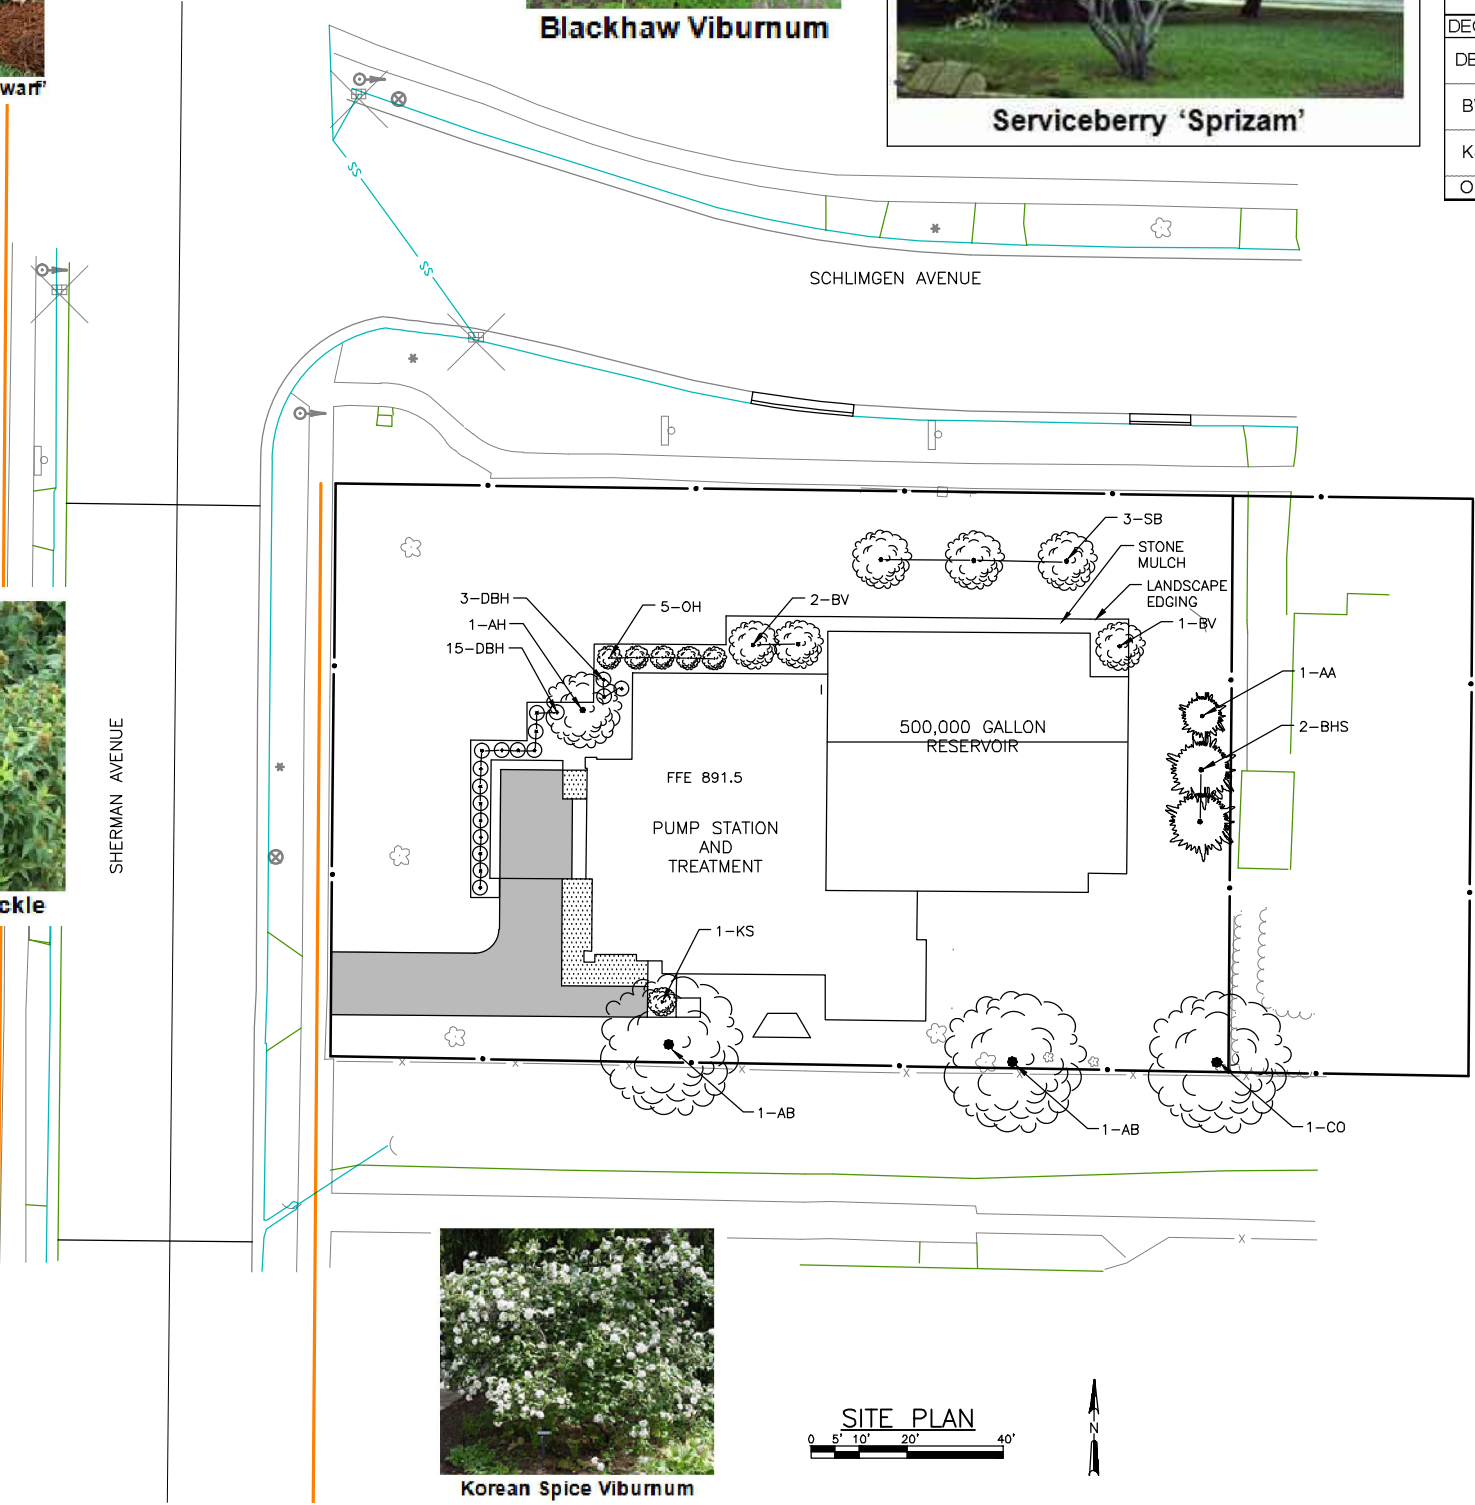 Blackhaw Viburnum
warf'
Serviceberry ‘Sprizam’
SS
SS
SCHLIMGEN AVENUE
3-SB
STONE
MULCH
LANDSCAPE
EDGING
1-BV
3-DBH
5-OH
2-BV
1-AH
15-DBH
1-AA
2-BHS
500,000 GALLON
RESERVOIR
FFE 891.5
PUMP STATION
AND
TREATMENT
SHERMAN AVENUE
ckle
1-KS
1-AB
1-AB
1-CO
X X X X X X X X
X
Korean Spice Viburnum
SITE PLAN
0 5' 10' 20' 40'
N